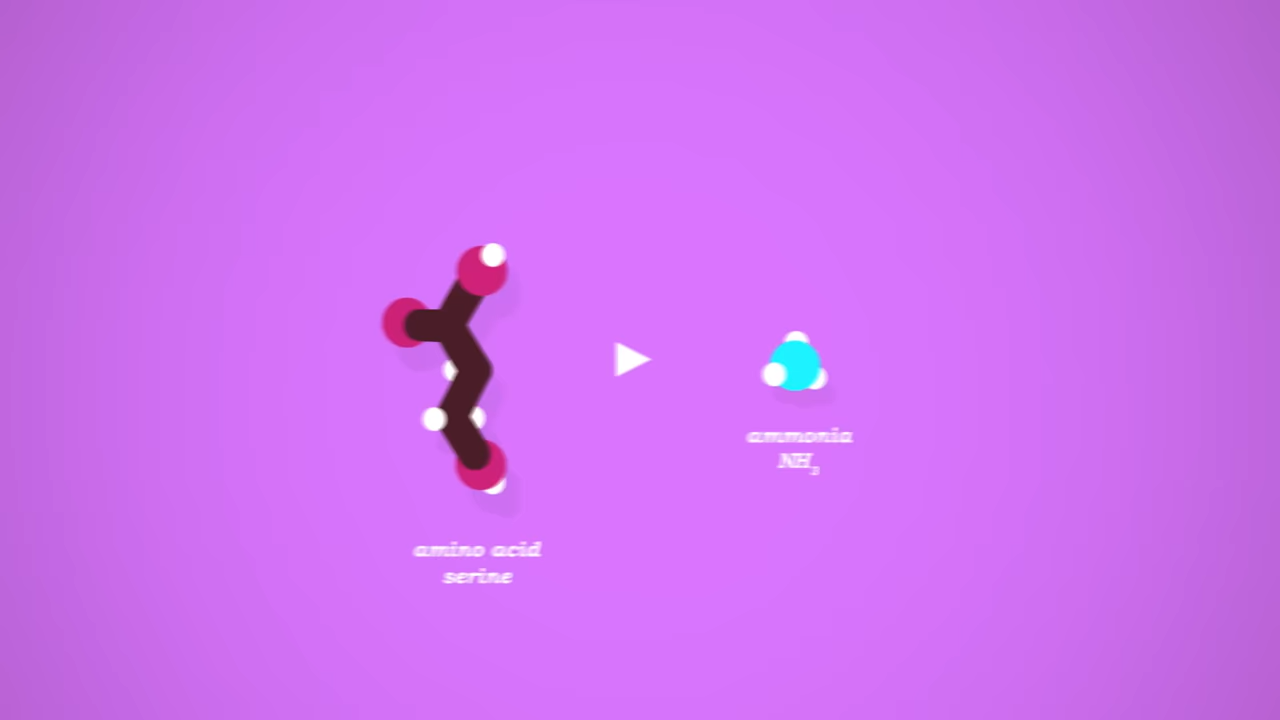 amino acid
serine
ammonia
NH₃